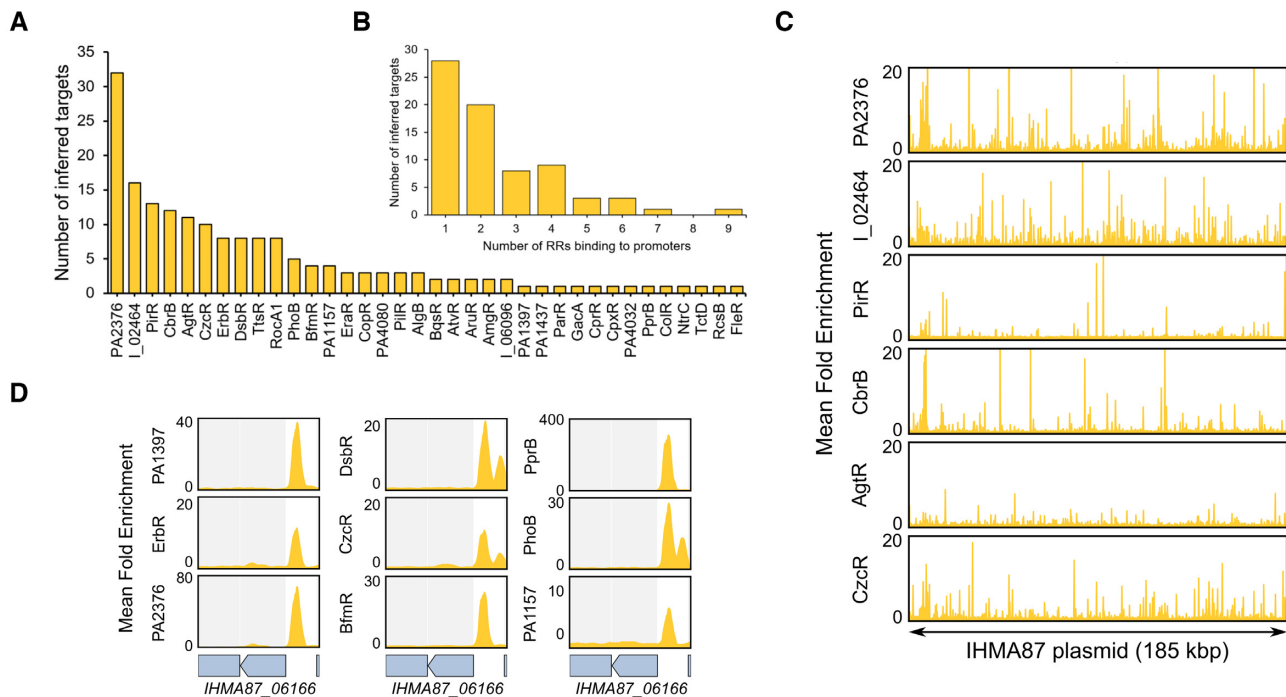 A
Number of inferred targets
35
30
25
20
15
10
5
0
PA2376
I_02464
PirR
CbrB
AgtR
CzcR
ErbR
DsbR
TtsR
RocA1
PhoB
BfmR
PA1157
EraR
CopR
PA4080
PilR
AlgB
BqsR
AtvR
AruR
AmgR
I_06096
PA1397
PA1437
ParR
GacA
CprR
CpxR
PA4032
PprB
ColR
NtrC
TctD
RcsB
FleR
B
Number of inferred targets
30
25
20
15
10
5
0
1 2 3 4 5 6 7 8 9
Number of RRs binding to promoters
C
Mean Fold Enrichment
PA2376
20
0
I_02464
20
0
PirR
20
0
CbrB
20
0
AgtR
20
0
CzcR
20
0
IHMA87 plasmid (185 kbp)
D
Mean Fold Enrichment
PA1397
40
0
DsbR
20
0
PprB
400
0
ErbR
20
0
CzcR
20
0
PhoB
30
0
PA2376
80
0
BfmR
30
0
PA1157
10
0
IHMA87_06166
IHMA87_06166
IHMA87_06166